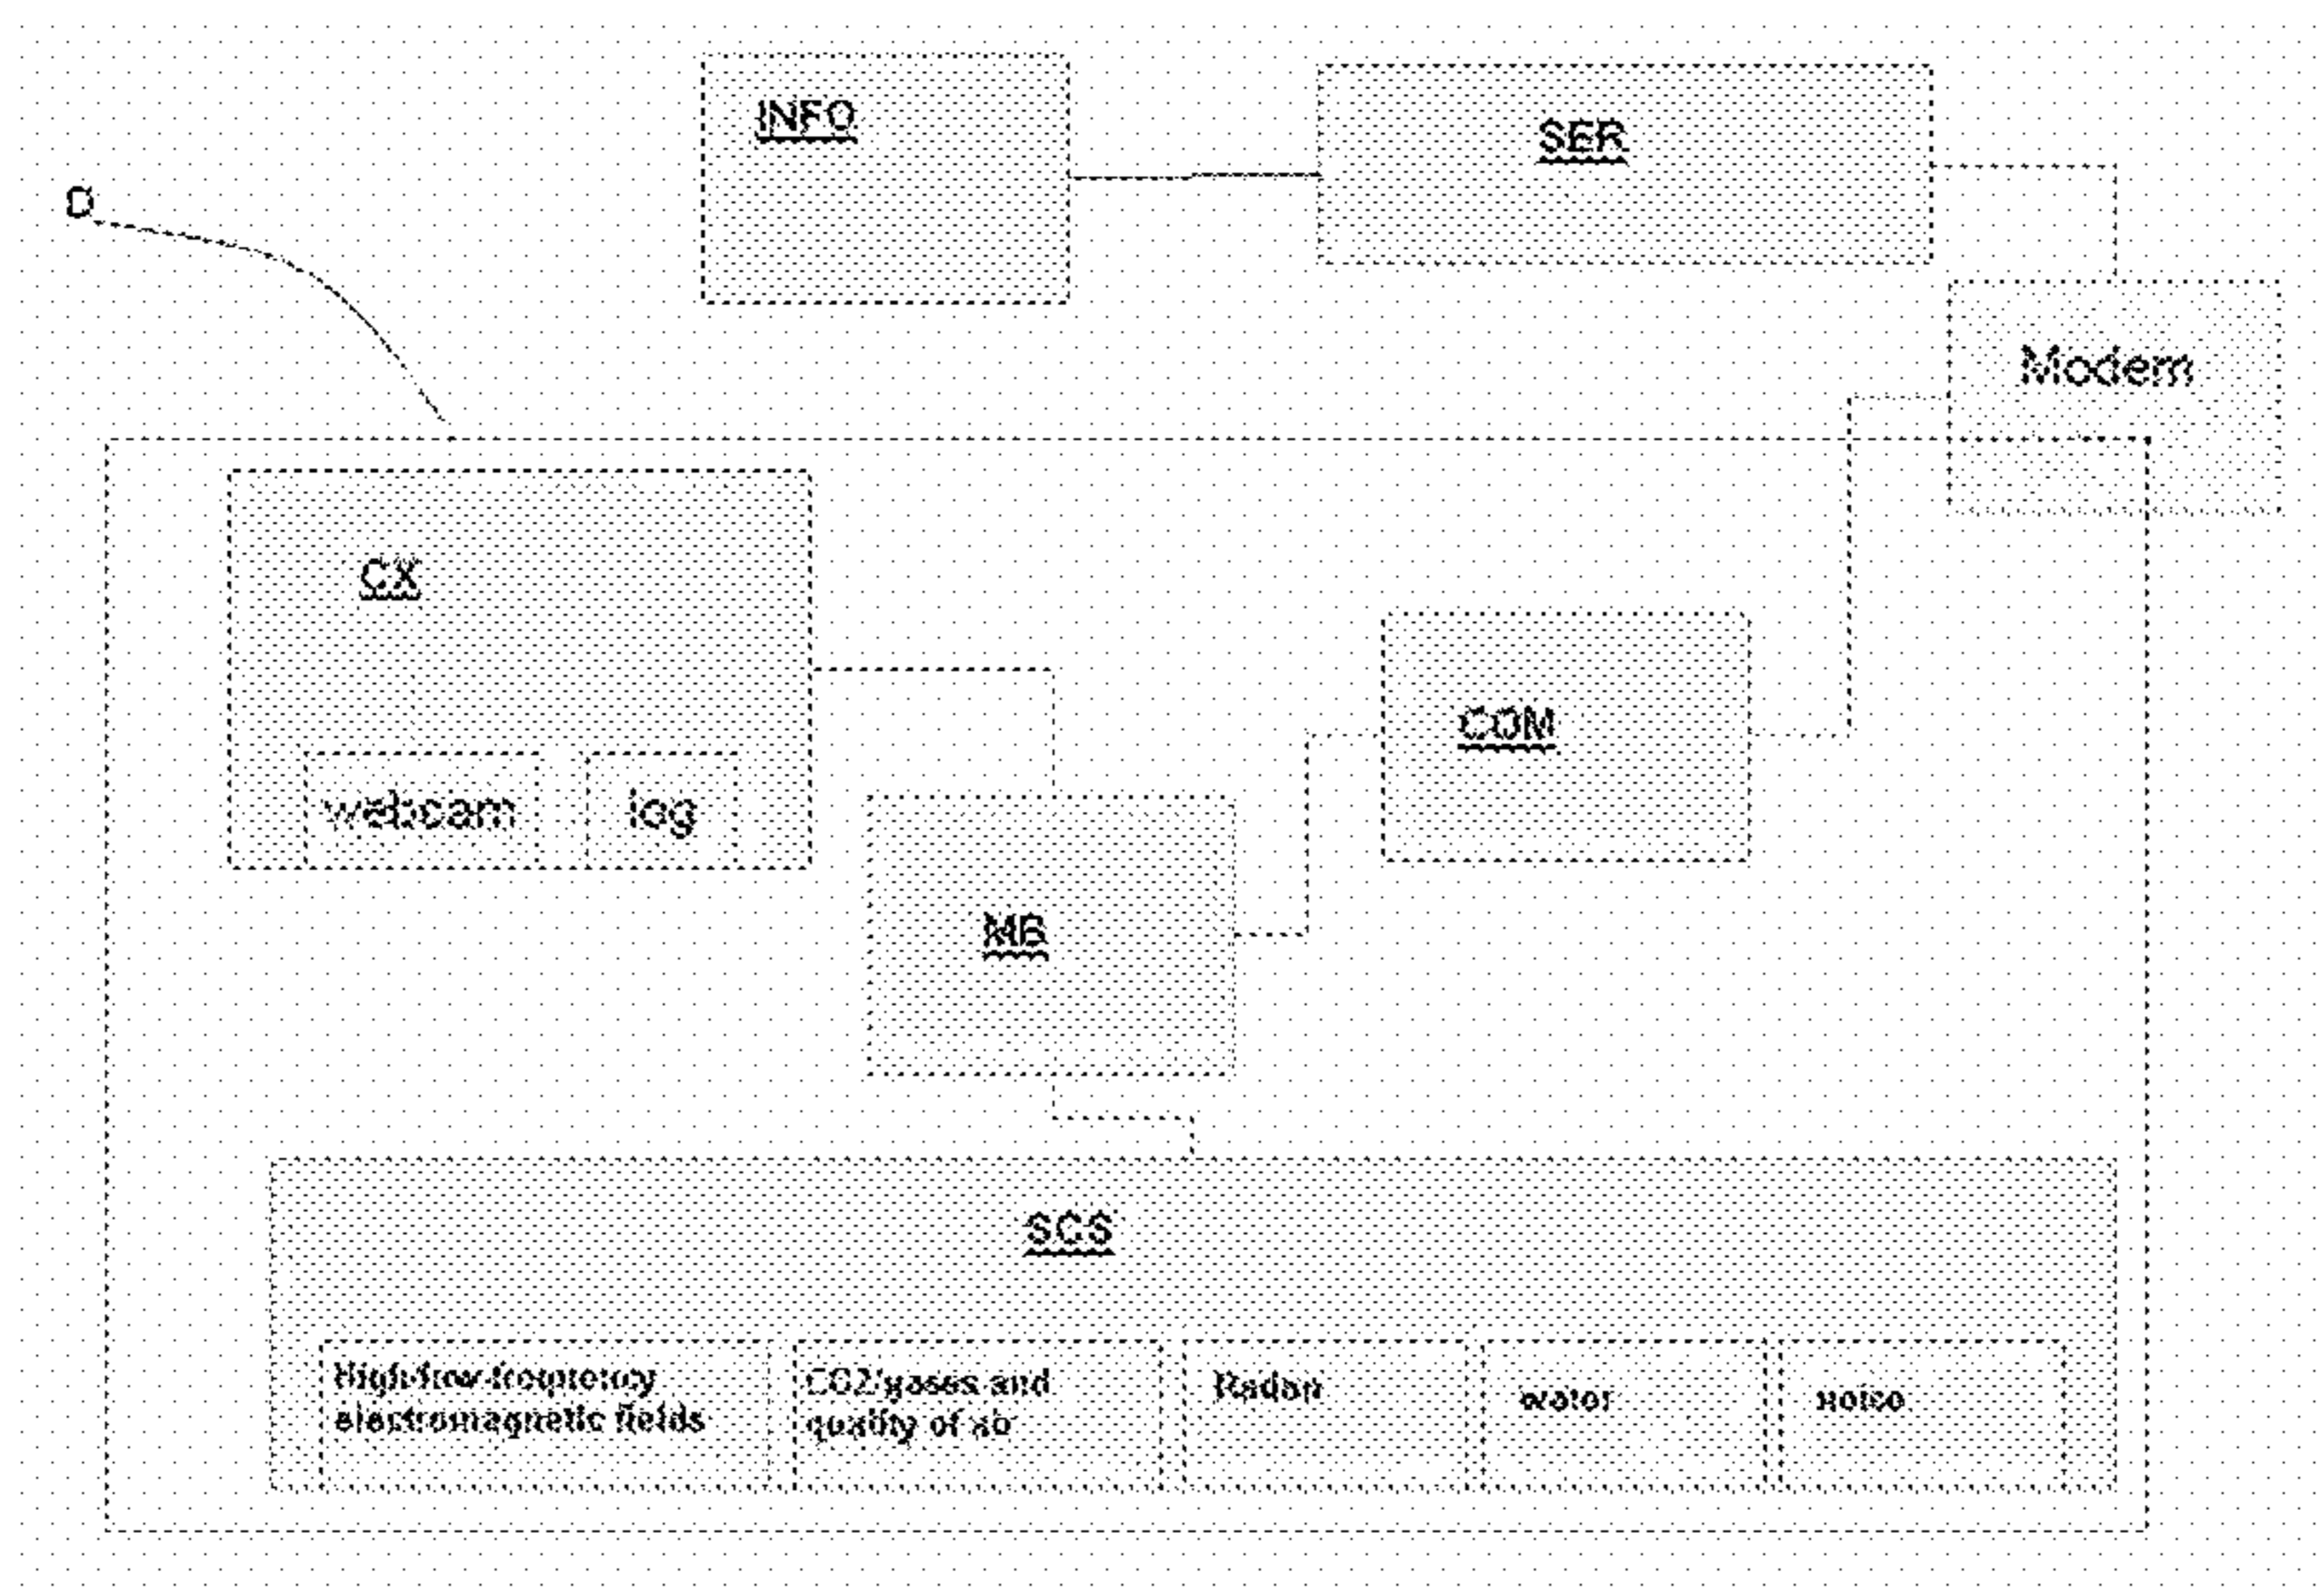 INFO
SER
D
Modem
CX
COM
webcam
log
MB
SCS
High-/low-frequency
electromagnetic fields
CO2/gases and
quality of air
Radon
water
noise